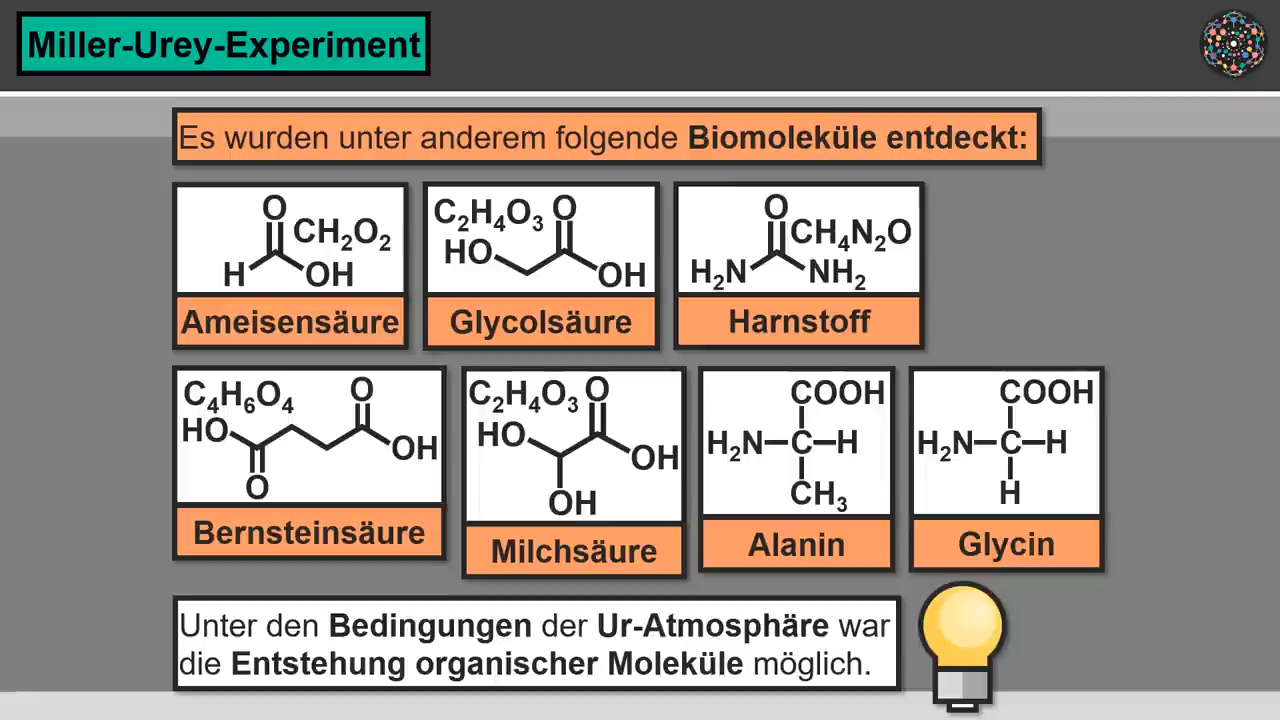 Miller-Urey-Experiment
Es wurden unter anderem folgende Biomoleküle entdeckt:
O
CH₂O₂
H
OH
Ameisensäure
C₂H₄O₃
O
HO
OH
Glycolsäure
O
CH₄N₂O
H₂N
NH₂
Harnstoff
C₄H₆O₄
O
HO
OH
O
Bernsteinsäure
C₂H₄O₃
O
HO
OH
OH
Milchsäure
COOH
H₂N–C–H
CH₃
Alanin
COOH
H₂N–C–H
H
Glycin
Unter den Bedingungen der Ur-Atmosphäre war
die Entstehung organischer Moleküle möglich.